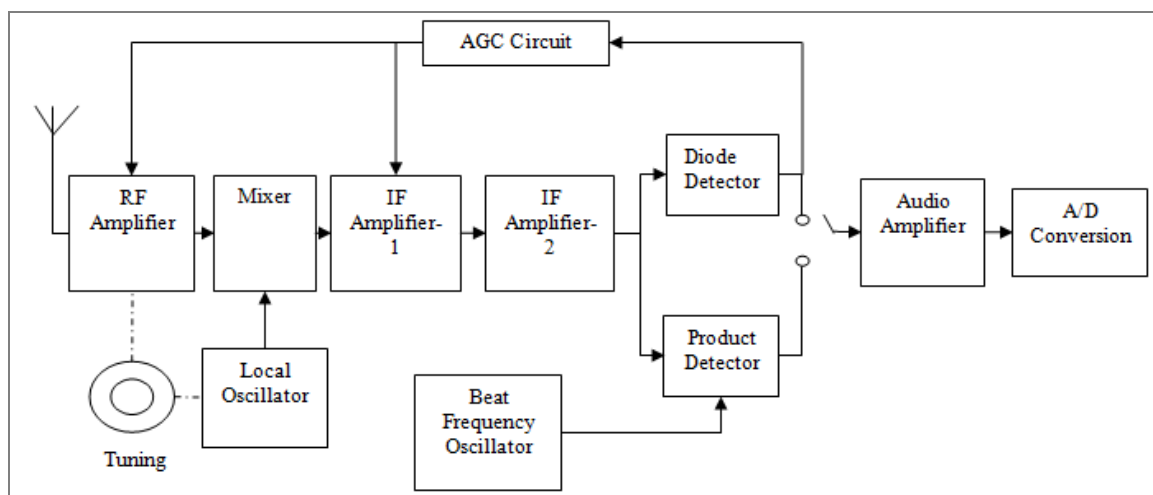 AGC Circuit
RF
Amplifier
Mixer
IF
Amplifier-
1
IF
Amplifier-
2
Diode
Detector
Audio
Amplifier
A/D
Conversion
Product
Detector
Local
Oscillator
Beat
Frequency
Oscillator
Tuning